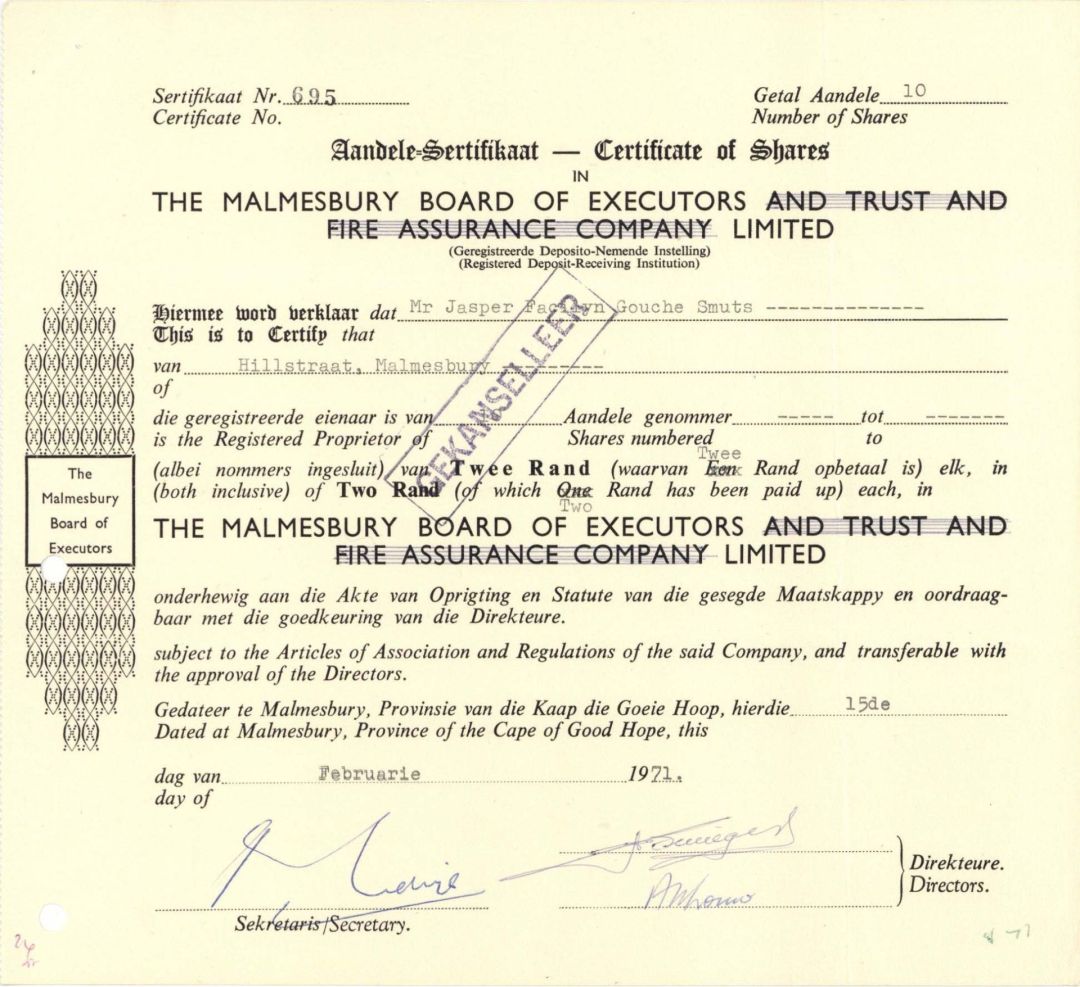 Sertifikaat Nr. 695
Certificate No.
Getal Aandele 10
Number of Shares
Aandele-Sertifikaat — Certificate of Shares
IN
THE MALMESBURY BOARD OF EXECUTORS AND TRUST AND
FIRE ASSURANCE COMPANY LIMITED
(Geregistreerde Deposito-Nemende Instelling)
(Registered Deposit-Receiving Institution)
Hiermee word verklaar dat Mr Jasper Gouche Smuts ---------------
This is to Certify that
van Hillstraat, Malmesbury ---------
of
die geregistreerde eienaar is van Aandele genommer ----- tot -------
is the Registered Proprietor of Shares numbered to
Twee
(albei nommers ingesluit) van Twee Rand (waarvan Een Rand opbetaal is) elk, in
(both inclusive) of Two Rand (of which One Rand has been paid up) each, in
Two
THE MALMESBURY BOARD OF EXECUTORS AND TRUST AND
FIRE ASSURANCE COMPANY LIMITED
onderhewig aan die Akte van Oprigting en Statute van die gesegde Maatskappy en oordraag-
baar met die goedkeuring van die Direkteure.
subject to the Articles of Association and Regulations of the said Company, and transferable with
the approval of the Directors.
Gedateer te Malmesbury, Provinsie van die Kaap die Goeie Hoop, hierdie 15de
Dated at Malmesbury, Province of the Cape of Good Hope, this
dag van Februarie 1971.
day of
Direkteure.
Directors.
Sekretaris/Secretary.
GEKANSELLEER
The
Malmesbury
Board of
Executors